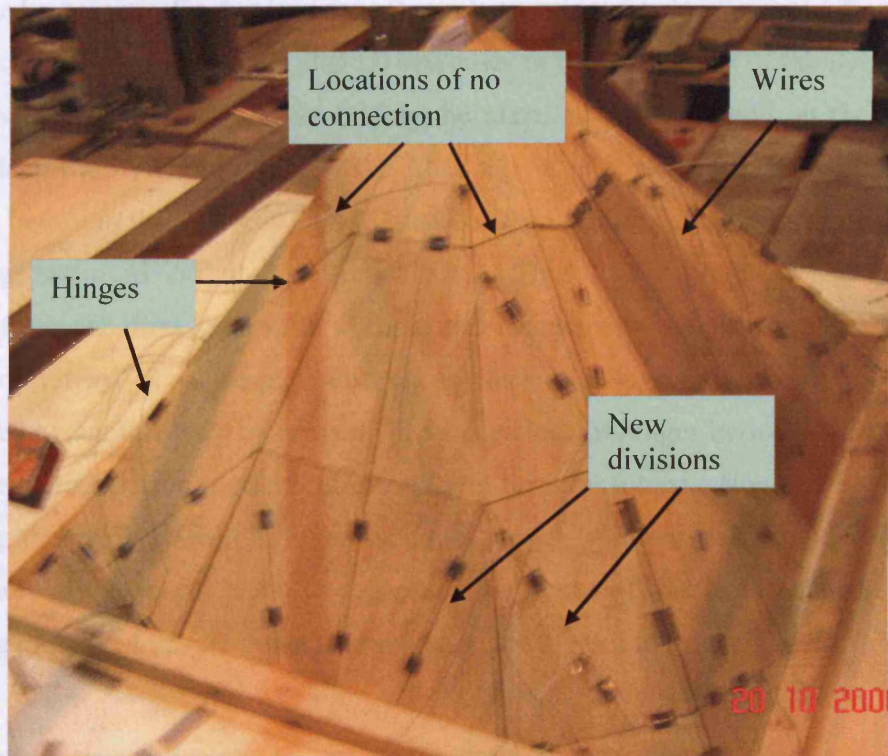 Locations of no
connection
Wires
Hinges
New
divisions
20 10 200